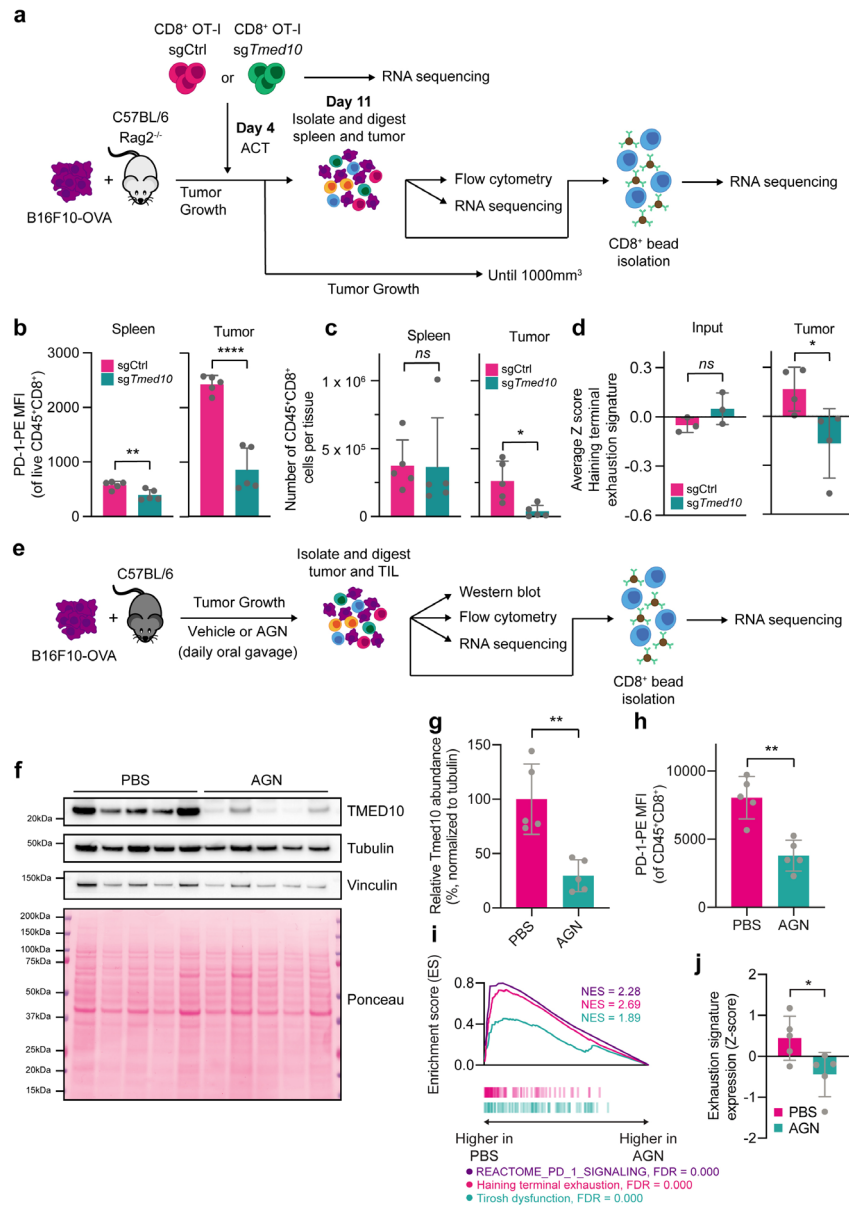 a
CD8⁺ OT-I
sgCtrl
or
CD8⁺ OT-I
sgTmed10
RNA sequencing
C57BL/6
Rag2⁻/⁻
Day 4
ACT
Day 11
Isolate and digest
spleen and tumor
+
B16F10-OVA
Tumor
Growth
Flow cytometry
RNA sequencing
CD8⁺ bead
isolation
RNA sequencing
Tumor Growth
Until 1000mm³
b
Spleen
Tumor
PD-1-PE MFI
(of live CD45⁺CD8⁺)
3000
2000
1000
0
sgCtrl
sgTmed10
**
****
c
Spleen
Tumor
Number of CD45⁺CD8⁺
cells per tissue
1 x 10⁶
5 x 10⁵
0
ns
sgCtrl
sgTmed10
*
d
Input
Tumor
Average Z score
Haining terminal
exhaustion signature
0.3
0.0
-0.3
-0.6
ns
*
sgCtrl
sgTmed10
e
C57BL/6
+
B16F10-OVA
Tumor Growth
Vehicle or AGN
(daily oral gavage)
Isolate and digest
tumor and TIL
Western blot
Flow cytometry
RNA sequencing
CD8⁺ bead
isolation
RNA sequencing
f
PBS
AGN
20kDa
TMED10
50kDa
Tubulin
150kDa
Vinculin
200kDa
150kDa
100kDa
75kDa
50kDa
37kDa
25kDa
20kDa
15kDa
Ponceau
g
Relative Tmed10 abundance
(%, normalized to tubulin)
150
100
50
0
**
PBS
AGN
h
PD-1-PE MFI
(of CD45⁺CD8⁺)
10000
5000
0
**
PBS
AGN
i
Enrichment score (ES)
0.8
0.4
0.0
NES = 2.28
NES = 2.69
NES = 1.89
Higher in
PBS
Higher in
AGN
REACTOME_PD_1_SIGNALING, FDR = 0.000
Haining terminal exhaustion, FDR = 0.000
Tirosh dysfunction, FDR = 0.000
j
Exhaustion signature
expression (Z-score)
2
1
0
-1
-2
*
PBS
AGN